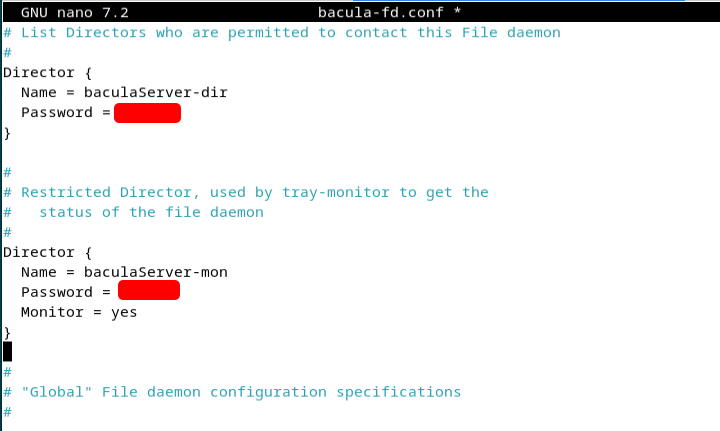 GNU nano 7.2 bacula-fd.conf *
# List Directors who are permitted to contact this File daemon
#
Director {
  Name = baculaServer-dir
  Password =
}
#
# Restricted Director, used by tray-monitor to get the
#   status of the file daemon
#
Director {
  Name = baculaServer-mon
  Password =
  Monitor = yes
}
#
# "Global" File daemon configuration specifications
#